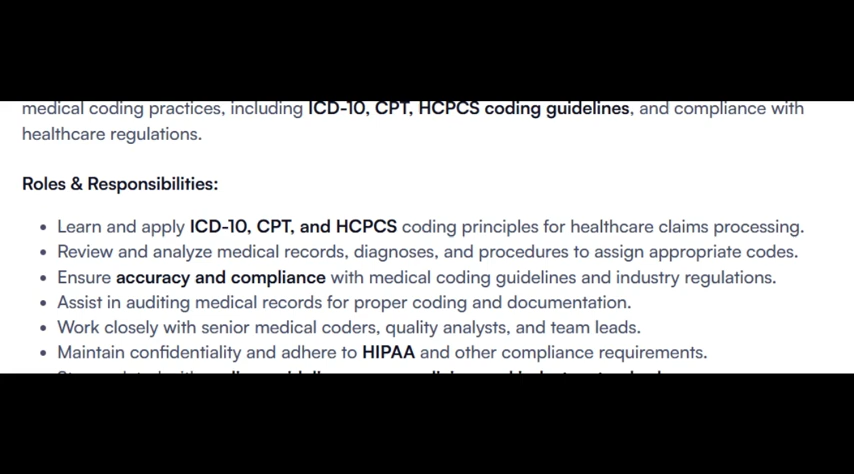 medical coding practices, including ICD-10, CPT, HCPCS coding guidelines, and compliance with
healthcare regulations.
Roles & Responsibilities:
• Learn and apply ICD-10, CPT, and HCPCS coding principles for healthcare claims processing.
• Review and analyze medical records, diagnoses, and procedures to assign appropriate codes.
• Ensure accuracy and compliance with medical coding guidelines and industry regulations.
• Assist in auditing medical records for proper coding and documentation.
• Work closely with senior medical coders, quality analysts, and team leads.
• Maintain confidentiality and adhere to HIPAA and other compliance requirements.